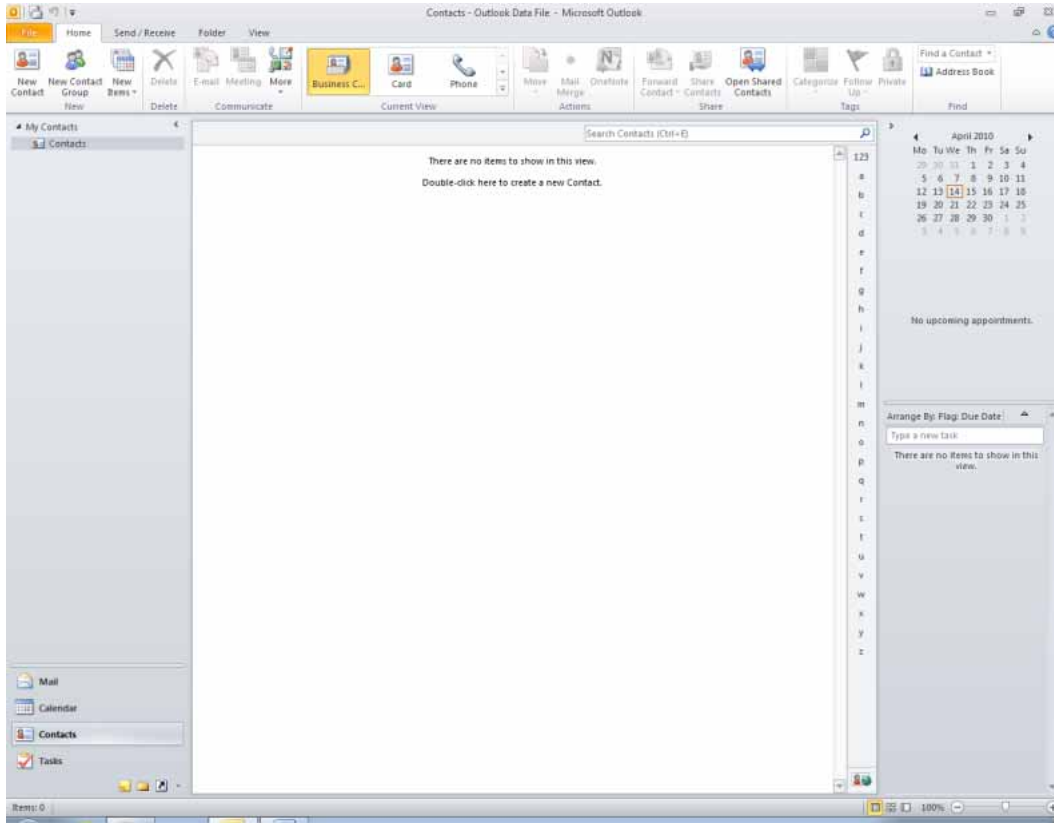 Contacts - Outlook Data File - Microsoft Outlook
File Home Send / Receive Folder View
New Contact
New Contact Group
New Items
New
Delete
Delete
E-mail Meeting More
Communicate
Business C... Card Phone
Current View
Move
Mail Merge
OneNote
Actions
Forward Contact
Share Contacts
Open Shared Contacts
Share
Categorize
Follow Up
Private
Tags
Find a Contact
Address Book
Find
My Contacts
Contacts
Search Contacts (Ctrl+E)
There are no items to show in this view.
Double-click here to create a new Contact.
123
a
b
c
d
e
f
g
h
i
j
k
l
m
n
o
p
q
r
s
t
u
v
w
x
y
z
April 2010
Mo Tu We Th Fr Sa Su
29 30 31 1 2 3 4
5 6 7 8 9 10 11
12 13 14 15 16 17 18
19 20 21 22 23 24 25
26 27 28 29 30 1 2
3 4 5 6 7 8 9
No upcoming appointments.
Arrange By: Flag: Due Date
Type a new task
There are no items to show in this view.
Mail
Calendar
Contacts
Tasks
Items: 0
100%